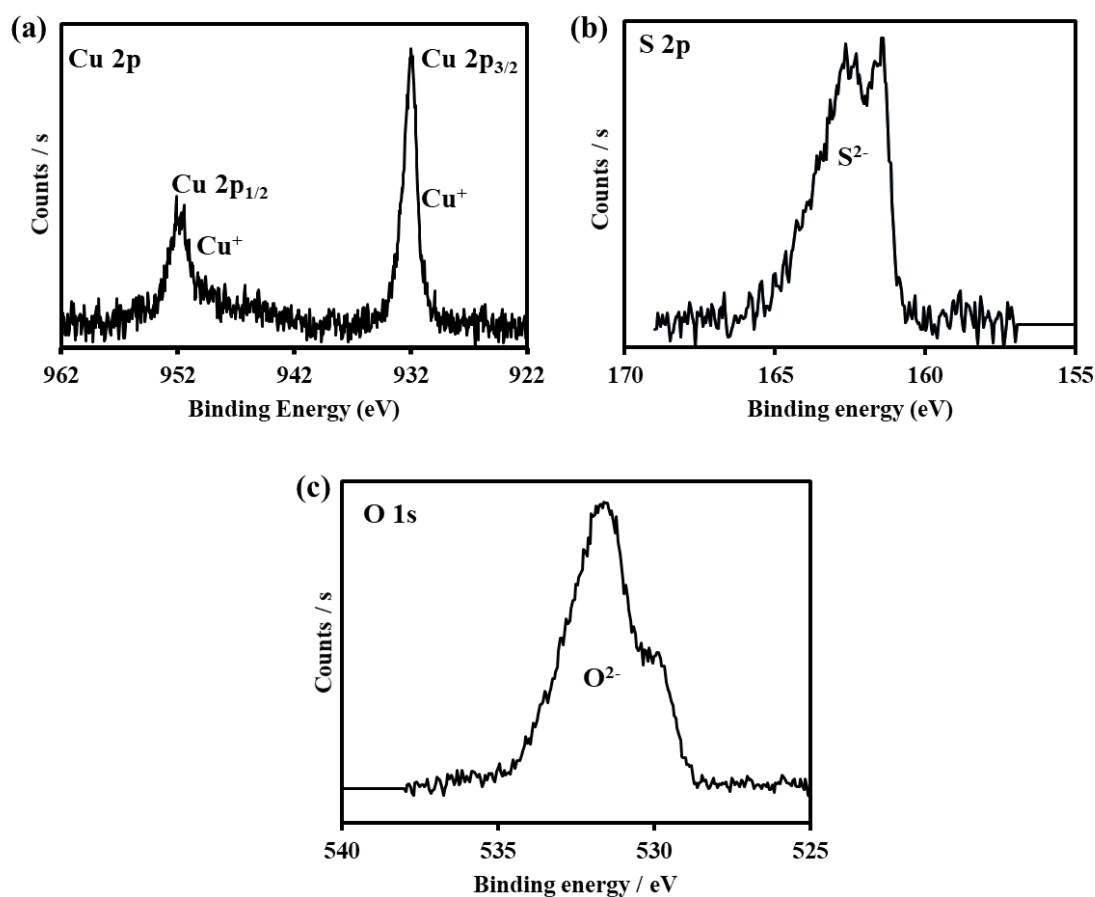 (a)
Cu 2p
Cu 2p3/2
Cu 2p1/2
Cu+
Cu+
Counts / s
962 952 942 932 922
Binding Energy (eV)
(b)
S 2p
S2-
Counts / s
170 165 160 155
Binding energy (eV)
(c)
O 1s
O2-
Counts / s
540 535 530 525
Binding energy / eV